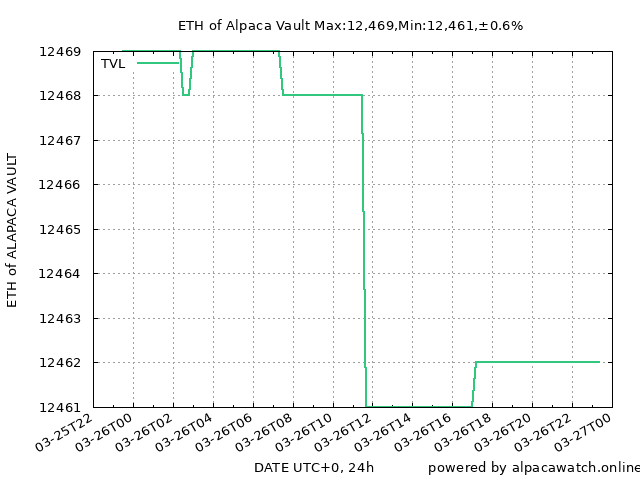 ETH of Alpaca Vault Max:12,469,Min:12,461,±0.6%
12469
TVL
12468
12467
12466
12465
12464
12463
12462
12461
ETH of ALAPACA VAULT
03-25T22
03-26T00
03-26T02
03-26T04
03-26T06
03-26T08
03-26T10
03-26T12
03-26T14
03-26T16
03-26T18
03-26T20
03-26T22
03-27T00
DATE UTC+0, 24h
powered by alpacawatch.online